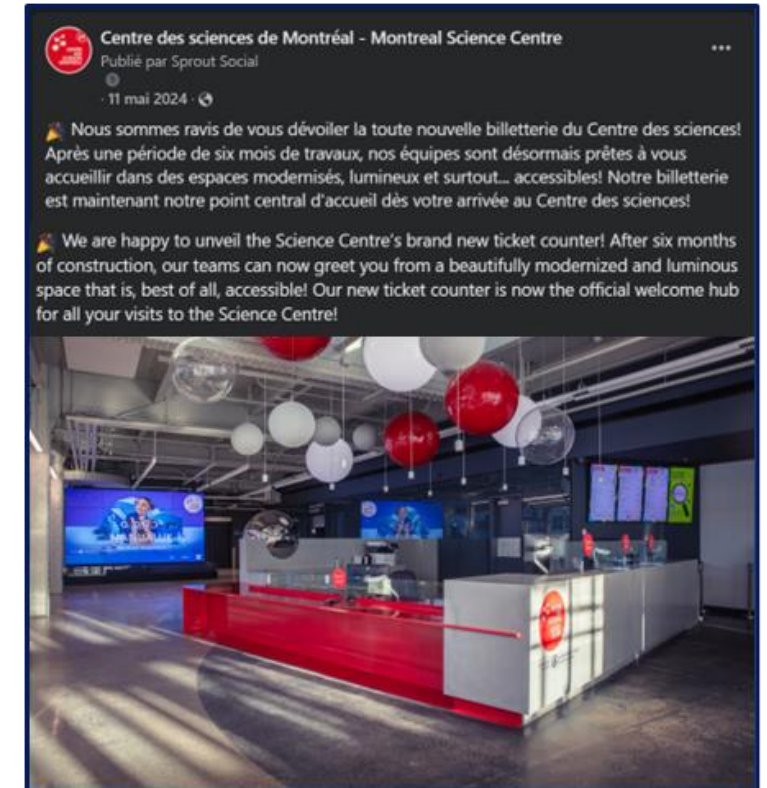 Centre des sciences de Montréal - Montreal Science Centre
Publié par Sprout Social
· 11 mai 2024 ·
🎉 Nous sommes ravis de vous dévoiler la toute nouvelle billetterie du Centre des sciences!
Après une période de six mois de travaux, nos équipes sont désormais prêtes à vous
accueillir dans des espaces modernisés, lumineux et surtout... accessibles! Notre billetterie
est maintenant notre point central d'accueil dès votre arrivée au Centre des sciences!
🎉 We are happy to unveil the Science Centre's brand new ticket counter! After six months
of construction, our teams can now greet you from a beautifully modernized and luminous
space that is, best of all, accessible! Our new ticket counter is now the official welcome hub
for all your visits to the Science Centre!